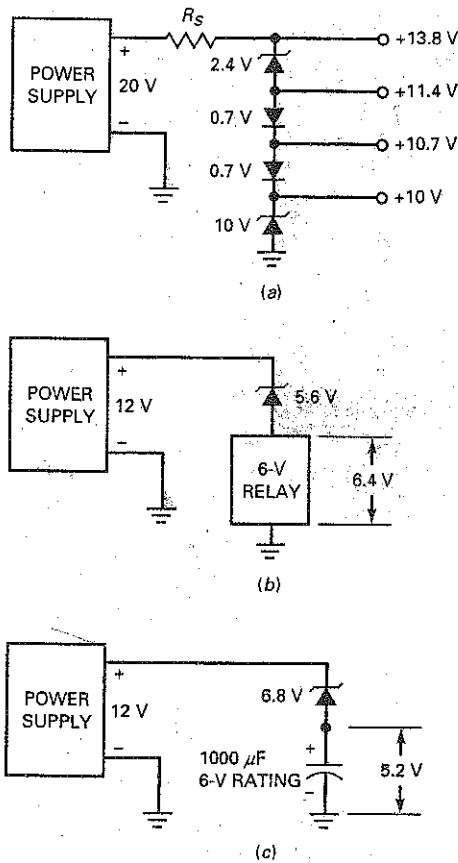 R_S
+13.8 V
POWER
SUPPLY
+
20 V
−
2.4 V
+11.4 V
0.7 V
+10.7 V
0.7 V
+10 V
10 V
(a)
POWER
SUPPLY
+
12 V
−
5.6 V
6-V
RELAY
6.4 V
(b)
POWER
SUPPLY
+
12 V
−
6.8 V
1000 μF
6-V RATING
+
−
5.2 V
(c)